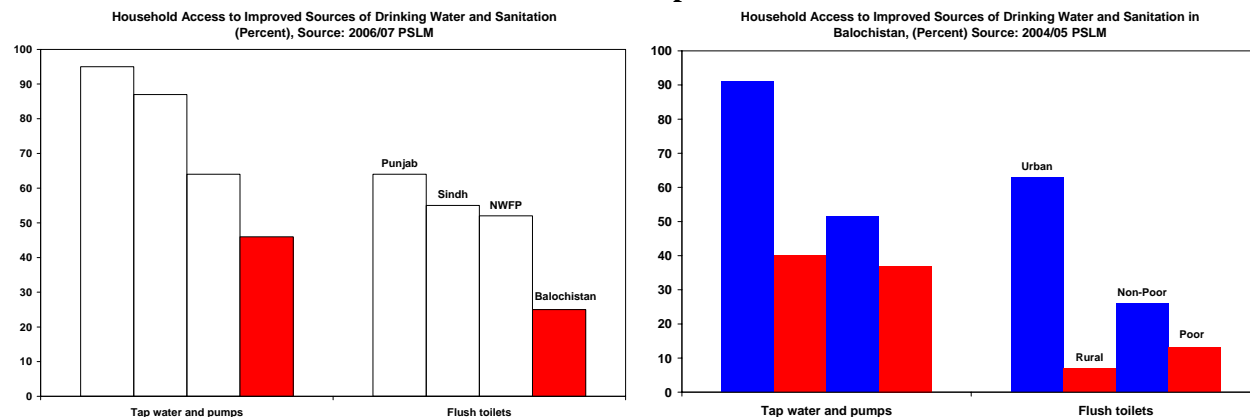 Household Access to Improved Sources of Drinking Water and Sanitation
(Percent), Source: 2006/07 PSLM
100
90
80
70
60
50
40
30
20
10
0
Punjab
Sindh
NWFP
Balochistan
Tap water and pumps
Flush toilets
Household Access to Improved Sources of Drinking Water and Sanitation in
Balochistan, (Percent) Source: 2004/05 PSLM
100
90
80
70
60
50
40
30
20
10
0
Urban
Rural
Non-Poor
Poor
Tap water and pumps
Flush toilets